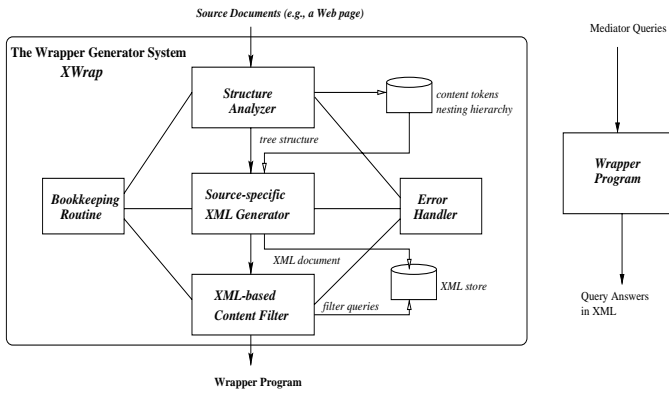 Source Documents (e.g., a Web page)
The Wrapper Generator System
XWrap
Structure
Analyzer
content tokens
nesting hierarchy
tree structure
Bookkeeping
Routine
Source-specific
XML Generator
Error
Handler
XML document
XML store
XML-based
Content Filter
filter queries
Wrapper Program
Mediator Queries
Wrapper
Program
Query Answers
in XML